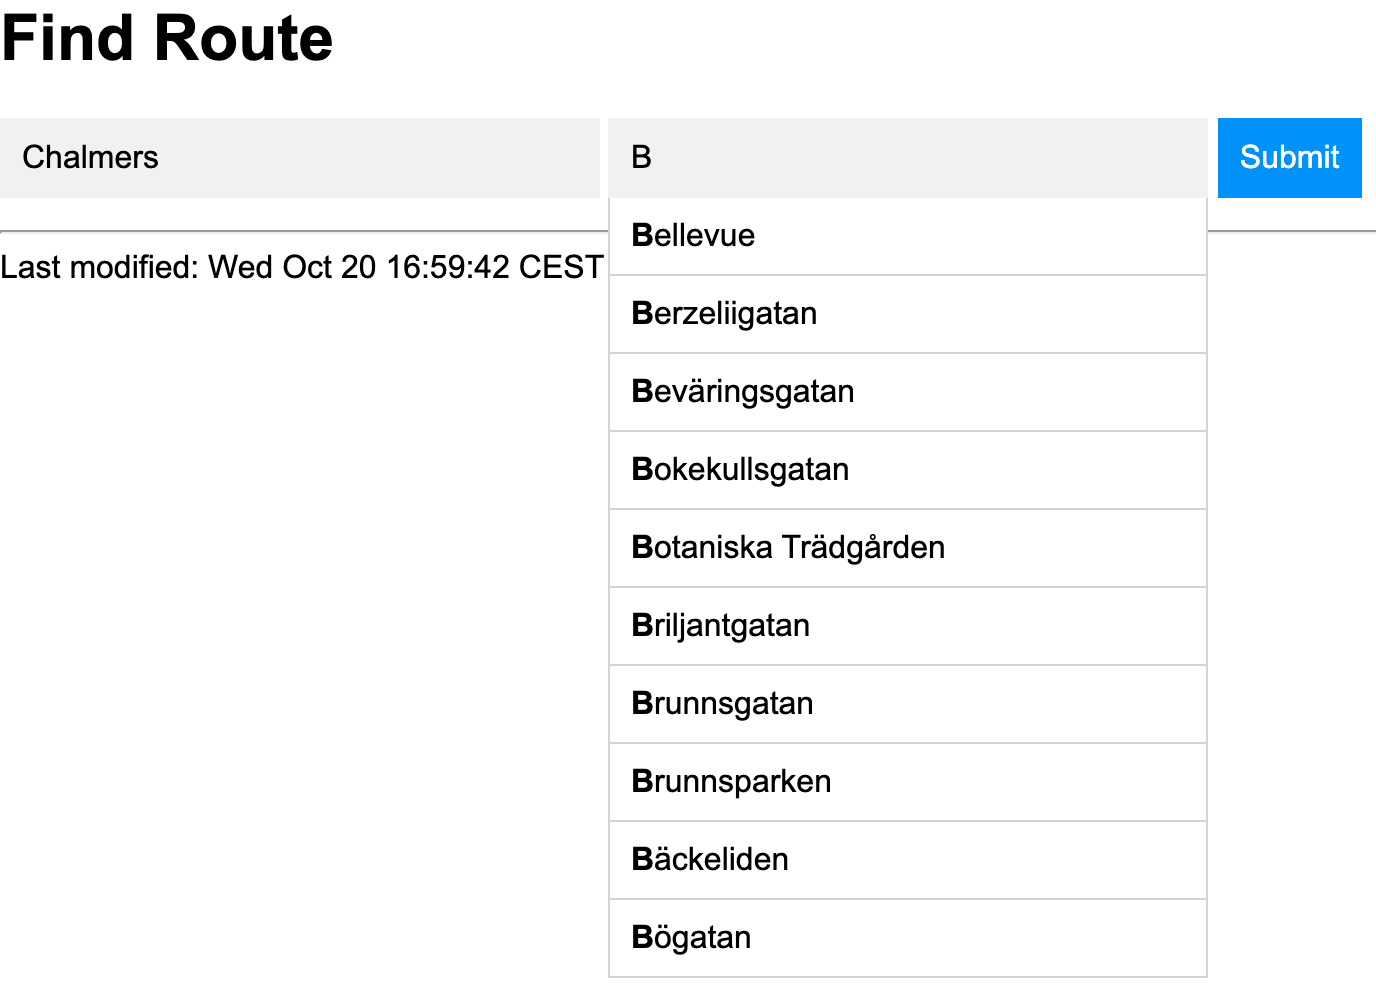 Find Route
Chalmers B Submit
Bellevue
Last modified: Wed Oct 20 16:59:42 CEST
Berzeliigatan
Beväringsgatan
Bokekullsgatan
Botaniska Trädgården
Briljantgatan
Brunnsgatan
Brunnsparken
Bäckeliden
Bögatan